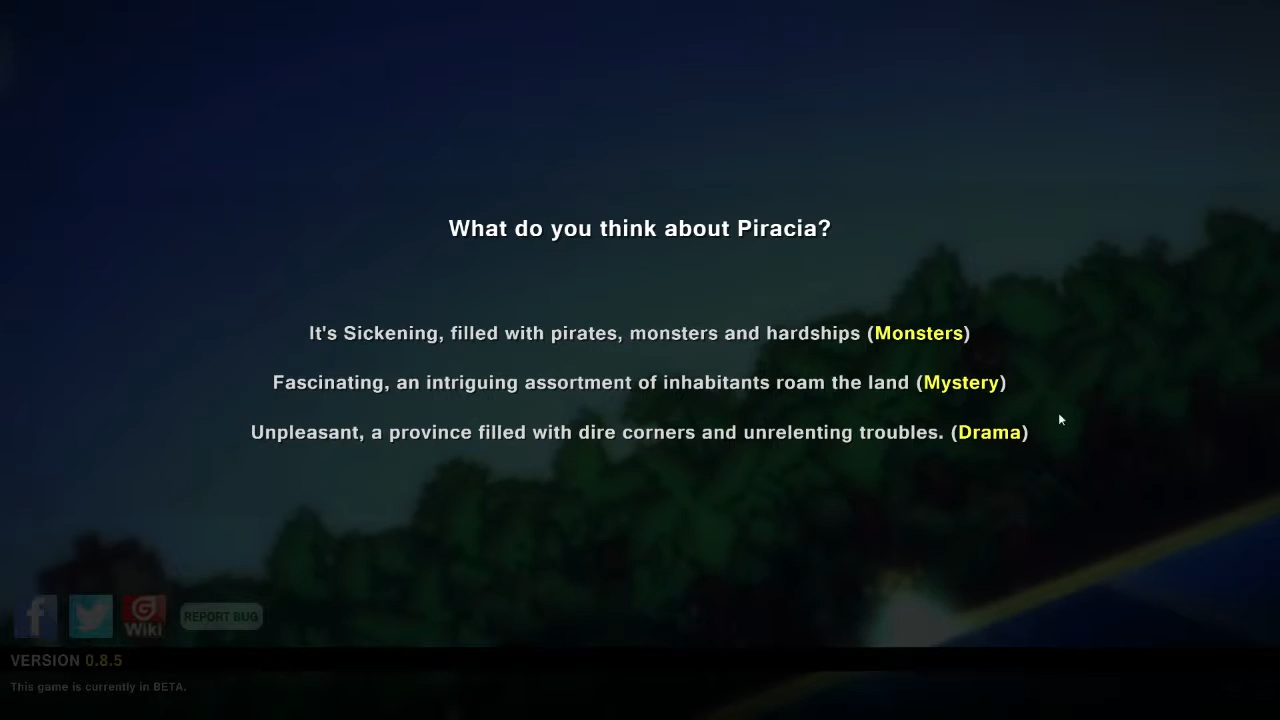 What do you think about Piracia?
It's Sickening, filled with pirates, monsters and hardships (Monsters)
Fascinating, an intriguing assortment of inhabitants roam the land (Mystery)
Unpleasant, a province filled with dire corners and unrelenting troubles. (Drama)
f
G
Wiki
REPORT BUG
VERSION 0.8.5
This game is currently in BETA.